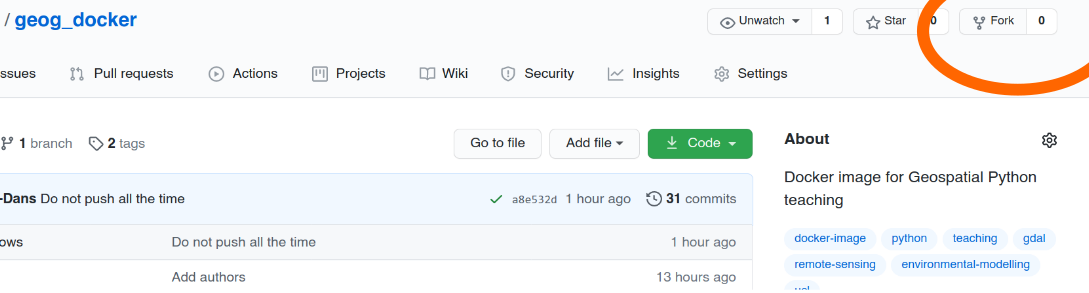 / geog_docker
Unwatch 1 Star 0 Fork 0
ssues Pull requests Actions Projects Wiki Security Insights Settings
1 branch 2 tags Go to file Add file Code
About
Docker image for Geospatial Python
teaching
-Dans Do not push all the time a8e532d 1 hour ago 31 commits
ows Do not push all the time 1 hour ago
Add authors 13 hours ago
docker-image python teaching gdal
remote-sensing environmental-modelling